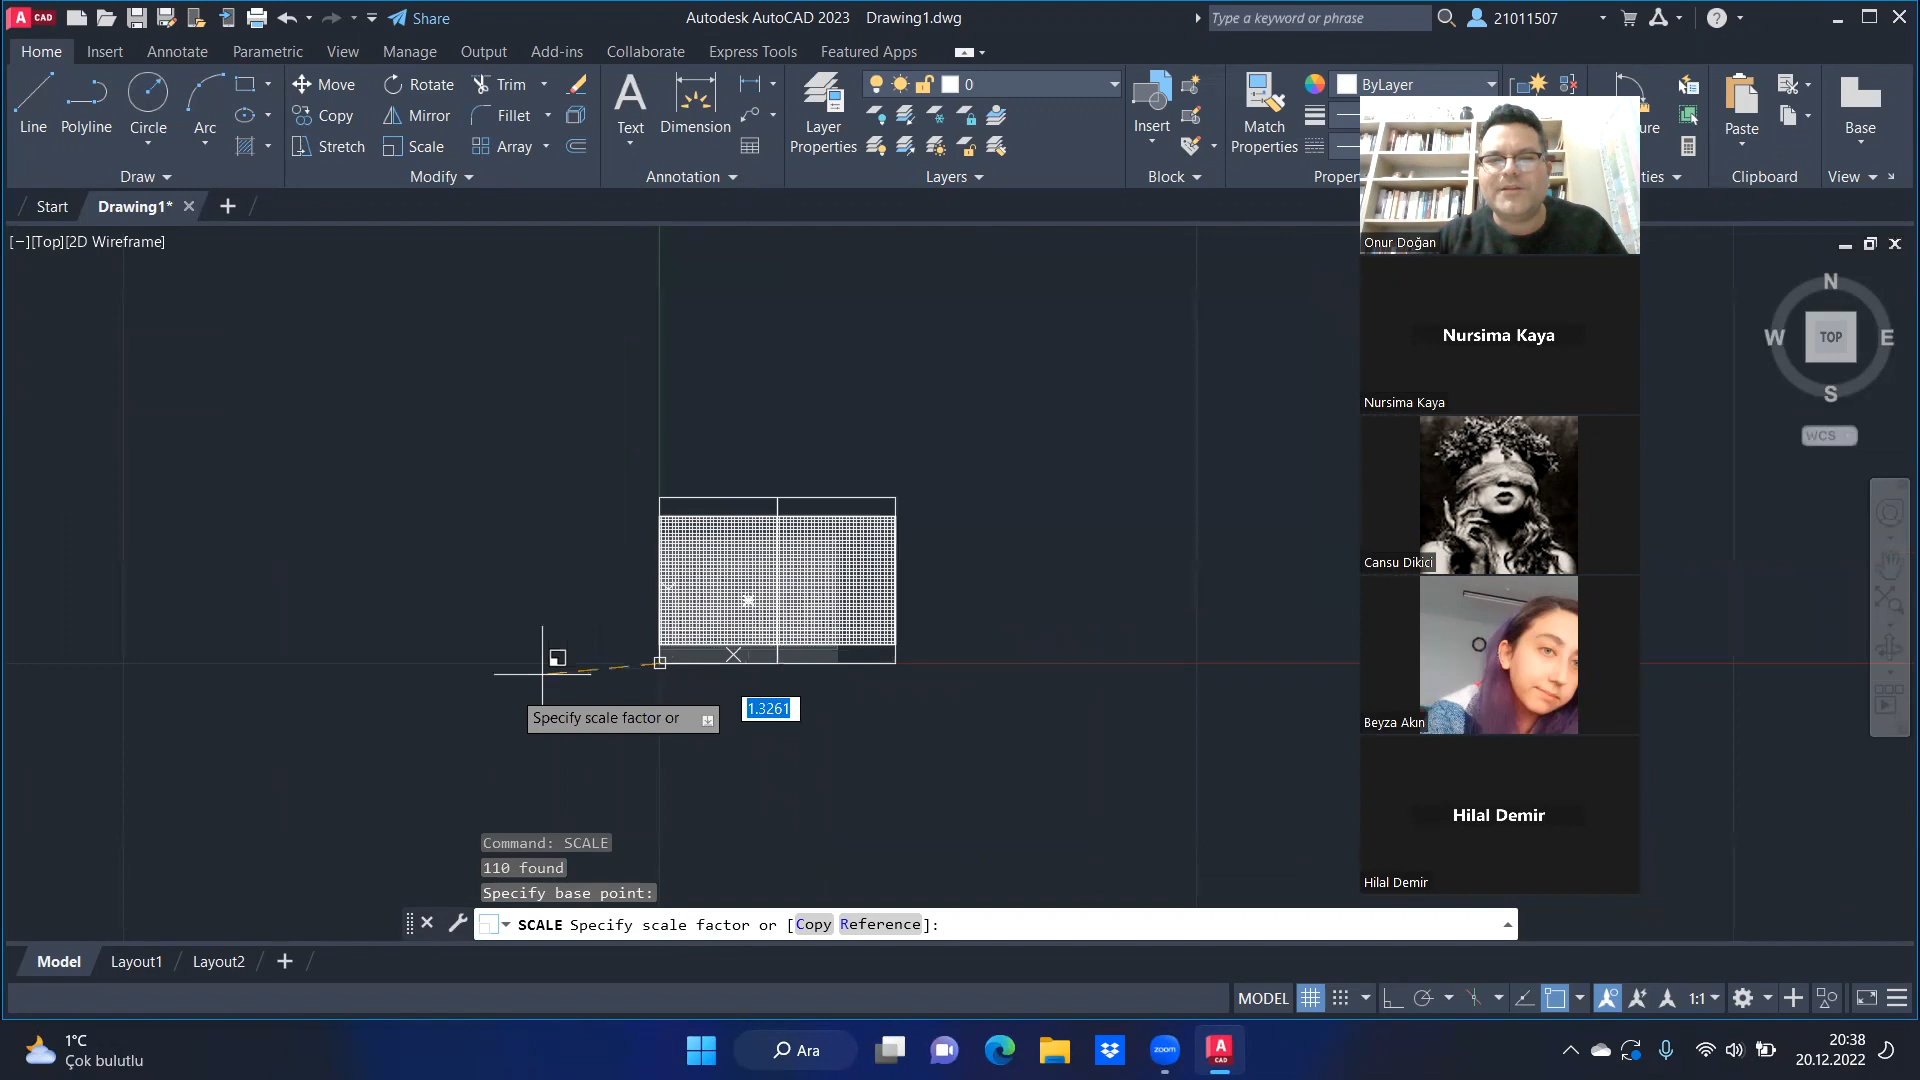 CAD
Share
Autodesk AutoCAD 2023 Drawing1.dwg
Type a keyword or phrase
21011507
Home Insert Annotate Parametric View Manage Output Add-ins Collaborate Express Tools Featured Apps
Line
Polyline
Circle
Arc
Draw
Move
Rotate
Trim
Copy
Mirror
Fillet
Stretch
Scale
Array
Modify
Text
Dimension
Annotation
Layer
Properties
0
Layers
Insert
Block
Match
Properties
ByLayer
Paste
Clipboard
Base
View
Start
Drawing1*
[−][Top][2D Wireframe]
N
W
TOP
E
S
WCS
Onur Doğan
Nursima Kaya
Nursima Kaya
Cansu Dikici
Beyza Akın
Hilal Demir
Hilal Demir
Specify scale factor or
1.3261
Command: SCALE
110 found
Specify base point:
SCALE Specify scale factor or [Copy Reference]:
Model
Layout1
Layout2
MODEL
1:1
1°C
Çok bulutlu
Ara
zoom
CAD
20:38
20.12.2022